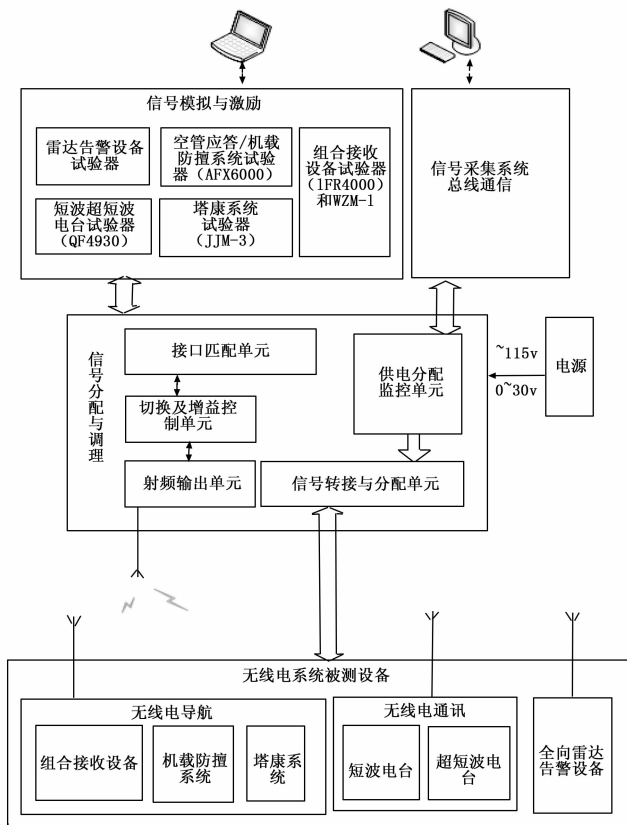 信号模拟与激励
雷达告警设备
试验器
空管应答/机载
防撞系统试验
器（AFX6000）
组合接收
设备试验器
（1FR4000）
和WZM-1
短波超短波
电台试验器
（QF4930）
塔康系统
试验器
（JJM-3）
信号采集系统
总线通信
信号分配与调理
接口匹配单元
切换及增益控
制单元
射频输出单元
供电分配
监控单元
信号转接与分配单元
~115v
0~30v
电源
无线电系统被测设备
无线电导航
组合接收设备
机载防撞
系统
塔康系
统
无线电通讯
短波电台
超短波电
台
全向雷达
告警设备